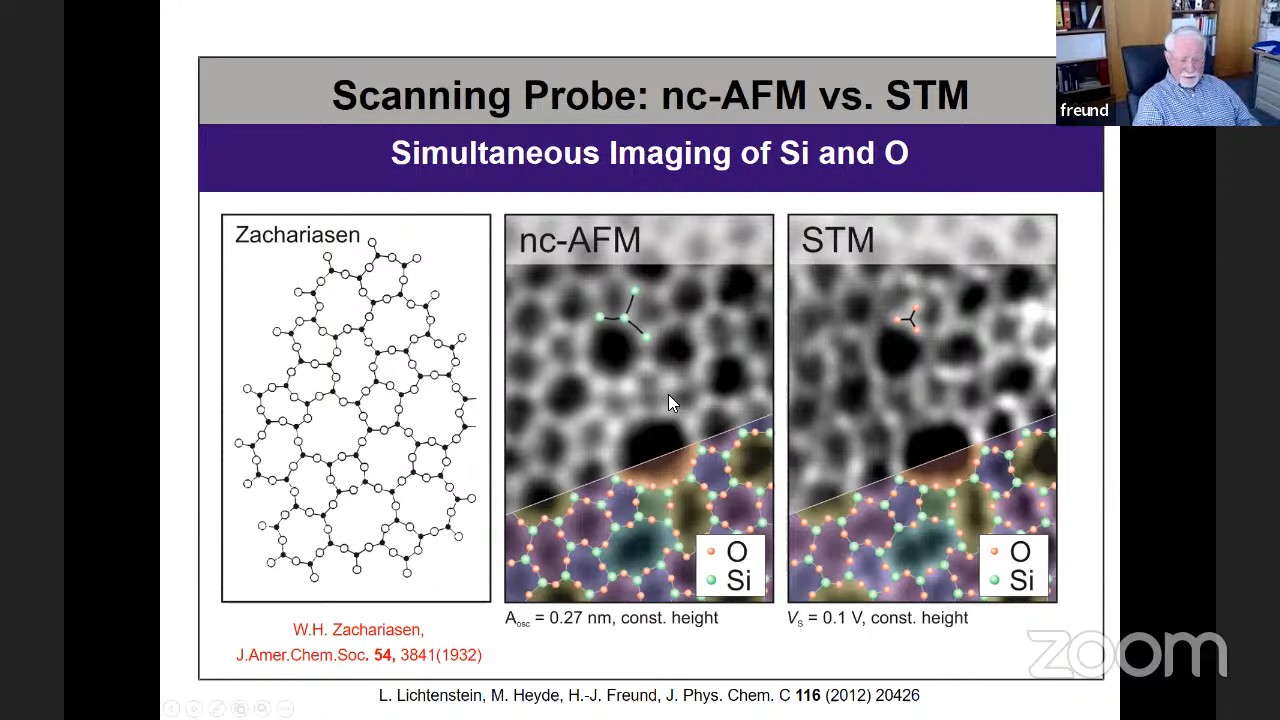 Scanning Probe: nc-AFM vs. STM
freund
Simultaneous Imaging of Si and O
Zachariasen
nc-AFM
STM
O
Si
O
Si
Aosc = 0.27 nm, const. height
VS = 0.1 V, const. height
W.H. Zachariasen,
J.Amer.Chem.Soc. 54, 3841(1932)
zoom
L. Lichtenstein, M. Heyde, H.-J. Freund, J. Phys. Chem. C 116 (2012) 20426